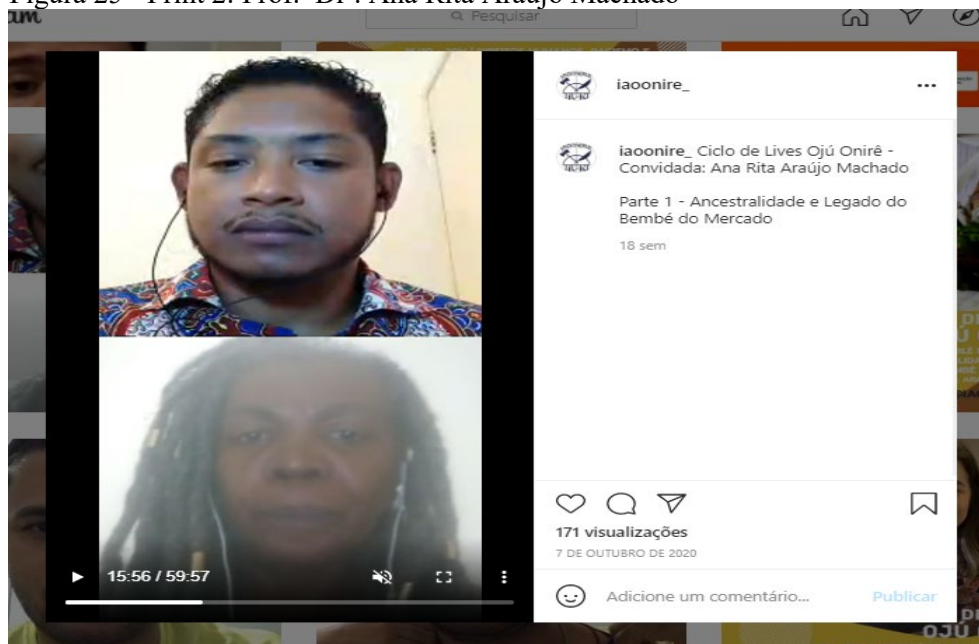 Figura 25 - Print 2: Prof.ª Drª. Ana Rita Araújo Machado
Pesquisar
iaoonire_
iaoonire_ Ciclo de Lives Ojú Onirê -
Convidada: Ana Rita Araújo Machado
Parte 1 - Ancestralidade e Legado do
Bembé do Mercado
18 sem
15:56 / 59:57
171 visualizações
7 DE OUTUBRO DE 2020
Adicione um comentário...
Publicar
OJÚ